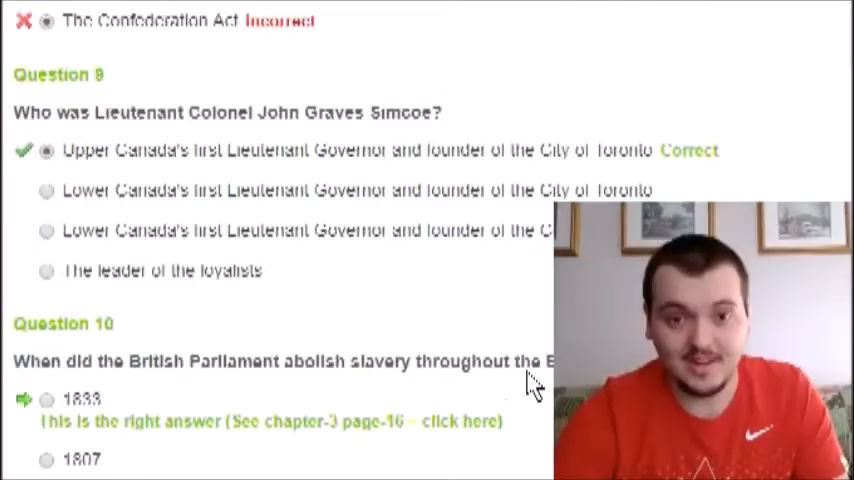 The Confederation Act Incorrect
Question 9
Who was Lieutenant Colonel John Graves Simcoe?
Upper Canada's first Lieutenant Governor and founder of the City of Toronto Correct
Lower Canada's first Lieutenant Governor and founder of the City of Toronto
Lower Canada's first Lieutenant Governor and founder of the C
The leader of the loyalists
Question 10
When did the British Parliament abolish slavery throughout the E
1833
This is the right answer (See chapter-3 page-16 - click here)
1807